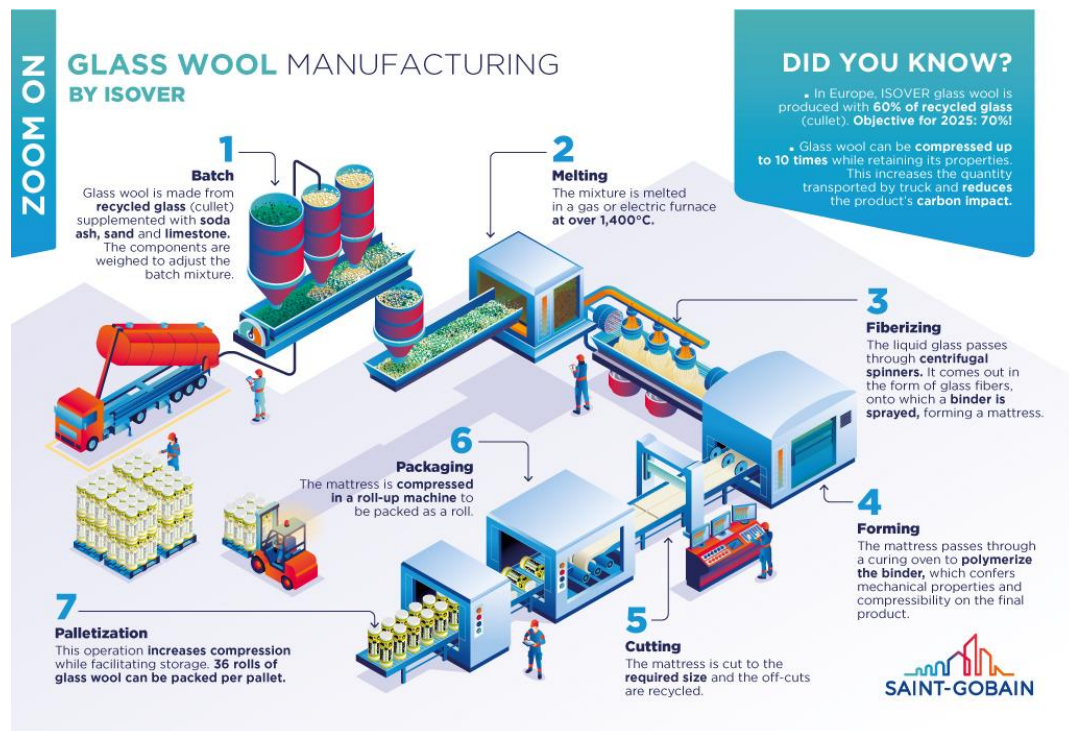 ZOOM ON
GLASS WOOL MANUFACTURING
BY ISOVER
DID YOU KNOW?
▪ In Europe, ISOVER glass wool is
produced with 60% of recycled glass
(cullet). Objective for 2025: 70%!
▪ Glass wool can be compressed up
to 10 times while retaining its properties.
This increases the quantity
transported by truck and reduces
the product's carbon impact.
1
Batch
Glass wool is made from
recycled glass (cullet)
supplemented with soda
ash, sand and limestone.
The components are
weighed to adjust the
batch mixture.
2
Melting
The mixture is melted
in a gas or electric furnace
at over 1,400°C.
3
Fiberizing
The liquid glass passes
through centrifugal
spinners. It comes out in
the form of glass fibers,
onto which a binder is
sprayed, forming a mattress.
4
Forming
The mattress passes through
a curing oven to polymerize
the binder, which confers
mechanical properties and
compressibility on the final
product.
5
Cutting
The mattress is cut to the
required size and the off-cuts
are recycled.
6
Packaging
The mattress is compressed
in a roll-up machine to
be packed as a roll.
7
Palletization
This operation increases compression
while facilitating storage. 36 rolls of
glass wool can be packed per pallet.
SAINT-GOBAIN